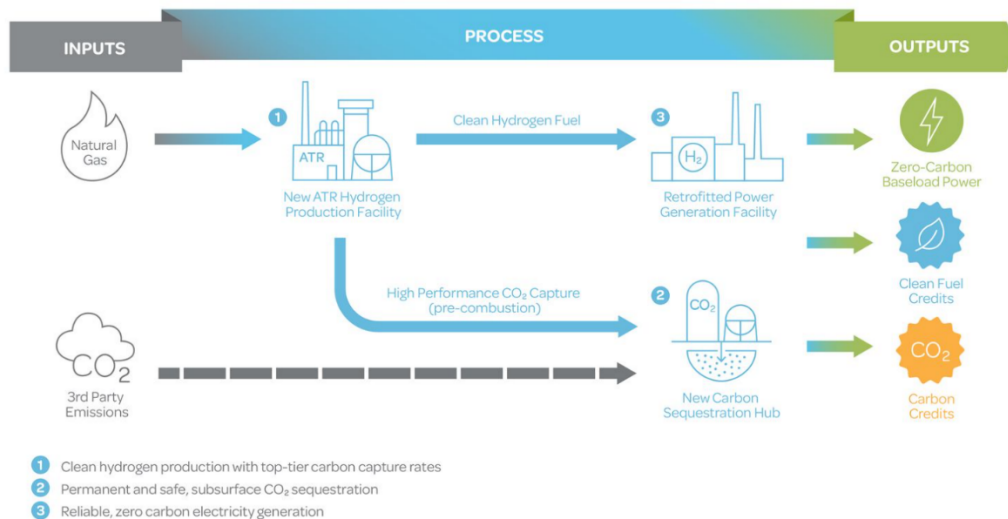 INPUTS
PROCESS
OUTPUTS
Natural
Gas
1
ATR
New ATR Hydrogen
Production Facility
Clean Hydrogen Fuel
3
H₂
Retrofitted Power
Generation Facility
Zero-Carbon
Baseload Power
Clean Fuel
Credits
High Performance CO₂ Capture
(pre-combustion)
2
CO₂
New Carbon
Sequestration Hub
CO₂
3rd Party
Emissions
CO₂
Carbon
Credits
1 Clean hydrogen production with top-tier carbon capture rates
2 Permanent and safe, subsurface CO₂ sequestration
3 Reliable, zero carbon electricity generation